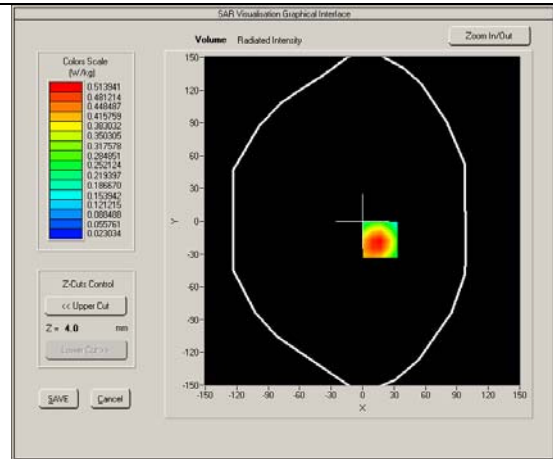 SAR Visualisation Graphical Interface
Volume Radiated Intensity
Zoom In/Out
Colors Scale
(W/kg)
0.513941
0.481214
0.448487
0.415759
0.383032
0.350305
0.317578
0.284851
0.252124
0.219397
0.186670
0.153942
0.121215
0.088488
0.055761
0.023034
Z-Cuts Control
<< Upper Cut
Z = 4.0 mm
Lower Cut >>
SAVE Cancel
150
120
90
60
30
0
-30
-60
-90
-120
-150
Y
-150 -120 -90 -60 -30 0 30 60 90 120 150
X